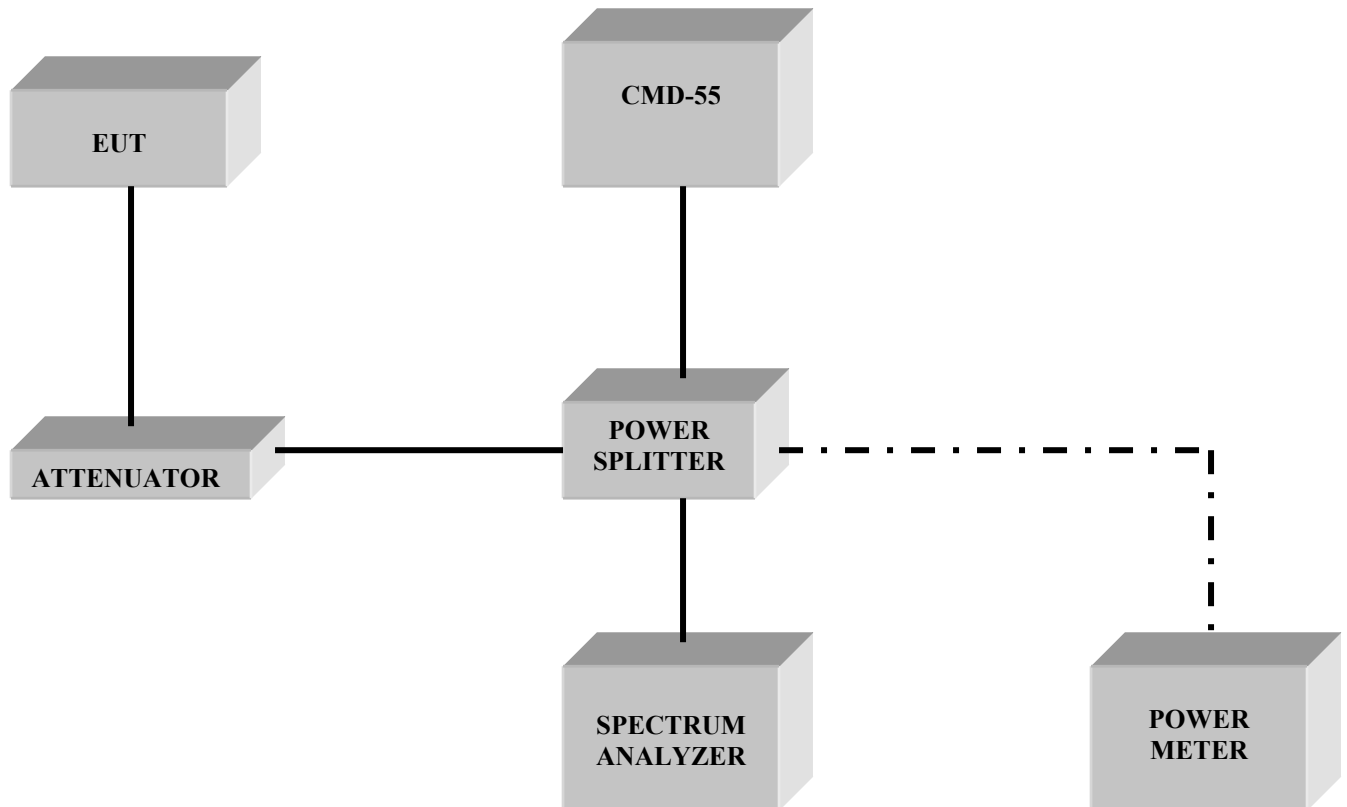 CMD-55
EUT
POWER
SPLITTER
ATTENUATOR
SPECTRUM
ANALYZER
POWER
METER